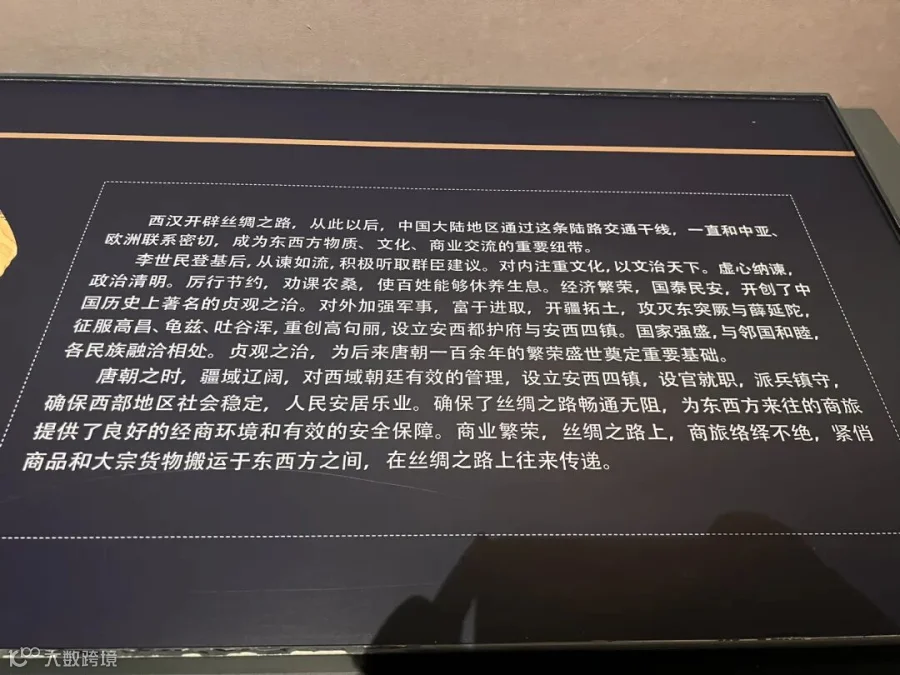 西汉开辟丝绸之路，从此以后，中国大陆地区通过这条陆路交通干线，一直和中亚、
欧洲联系密切，成为东西方物质、文化、商业交流的重要纽带。
李世民登基后，从谏如流，积极听取群臣建议。对内注重文化，以文治天下。虚心纳谏，
政治清明。厉行节约，劝课农桑，使百姓能够休养生息。经济繁荣，国泰民安，开创了中
国历史上著名的贞观之治。对外加强军事，富于进取，开疆拓土，攻灭东突厥与薛延陀，
征服高昌、龟兹、吐谷浑，重创高句丽，设立安西都护府与安西四镇。国家强盛，与邻国和睦，
各民族融洽相处。贞观之治，为后来唐朝一百余年的繁荣盛世奠定重要基础。
唐朝之时，疆域辽阔，对西域朝廷有效的管理，设立安西四镇，设官就职，派兵镇守，
确保西部地区社会稳定，人民安居乐业。确保了丝绸之路畅通无阻，为东西方来往的商旅
提供了良好的经商环境和有效的安全保障。商业繁荣，丝绸之路上，商旅络绎不绝，紧俏
商品和大宗货物搬运于东西方之间，在丝绸之路上往来传递。
大数跨境